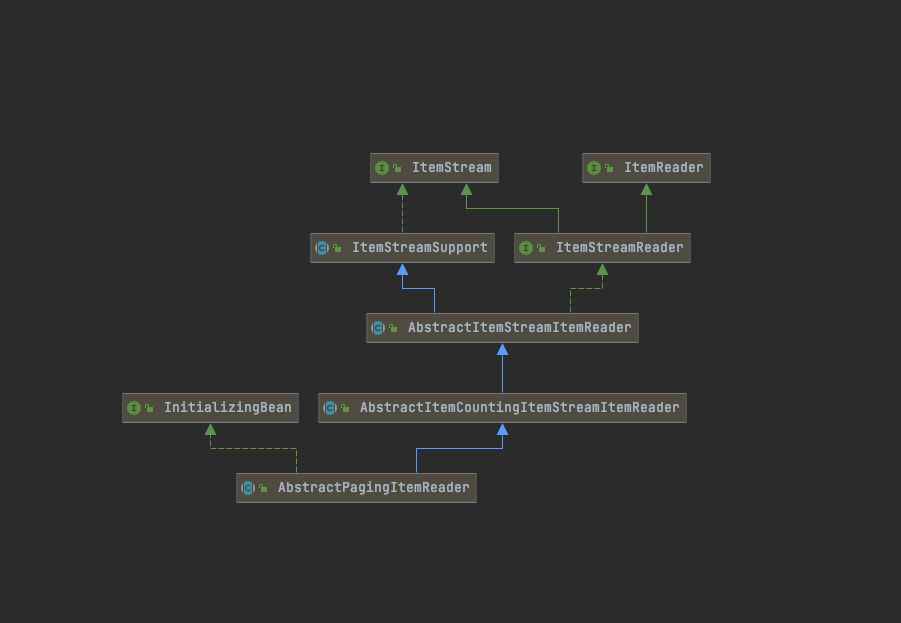 ItemStream
ItemReader
ItemStreamSupport
ItemStreamReader
AbstractItemStreamItemReader
InitializingBean
AbstractItemCountingItemStreamItemReader
AbstractPagingItemReader